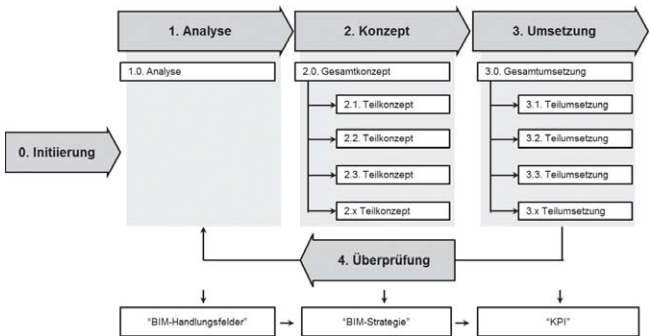 1. Analyse
2. Konzept
3. Umsetzung
1.0. Analyse
2.0. Gesamtkonzept
3.0. Gesamtumsetzung
2.1. Teilkonzept
3.1. Teilumsetzung
2.2. Teilkonzept
3.2. Teilumsetzung
0. Initiierung
2.3. Teilkonzept
3.3. Teilumsetzung
2.x Teilkonzept
3.x Teilumsetzung
4. Überprüfung
"BIM-Handlungsfelder"
"BIM-Strategie"
"KPI"